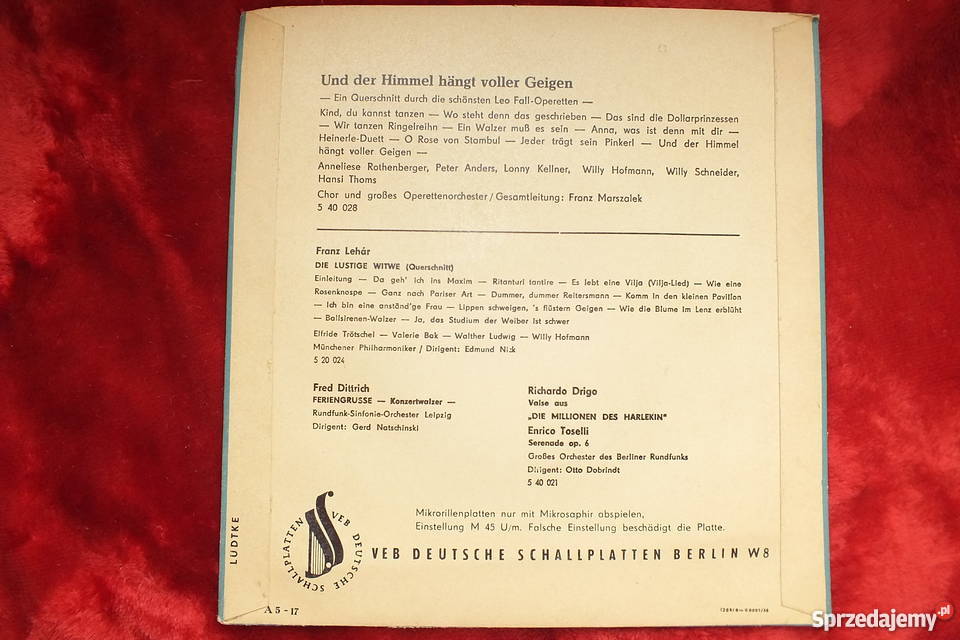 Und der Himmel hängt voller Geigen
— Ein Querschnitt durch die schönsten Leo Fall-Operetten —
Kind, du kannst tanzen — Wo steht denn das geschrieben — Das sind die Dollarprinzessen
— Wir tanzen Ringelreihn — Ein Walzer muß es sein — Anna, was ist denn mit dir —
Heinerle-Duett — O Rose von Stambul — Jeder trägt sein Pinkerl — Und der Himmel
hängt voller Geigen —
Anneliese Rothenberger, Peter Anders, Lonny Kellner, Willy Hofmann, Willy Schneider,
Hansi Thoms
Chor und großes Operettenorchester / Gesamtleitung: Franz Marszalek
5 40 028
Franz Lehár
DIE LUSTIGE WITWE (Querschnitt)
Einleitung — Da geh' ich ins Maxim — Ritanturi tantire — Es lebt eine Vilja (Vilja-Lied) — Wie eine
Rosenknospe — Ganz nach Pariser Art — Dummer, dummer Reitersmann — Komm in den kleinen Pavillon
— Ich bin eine anständ'ge Frau — Lippen schweigen, 's flüstern Geigen — Wie die Blume im Lenz erblüht
— Ballsirenen-Walzer — Ja, das Studium der Weiber ist schwer
Elfride Trötschel — Valerie Bak — Walther Ludwig — Willy Hofmann
Münchener Philharmoniker / Dirigent: Edmund Nick
5 20 024
Fred Dittrich
FERIENGRUSSE — Konzertwalzer —
Rundfunk-Sinfonie-Orchester Leipzig
Dirigent: Gerd Natschinski
Richardo Drigo
Valse aus
„DIE MILLIONEN DES HARLEKIN"
Enrico Toselli
Serenade op. 6
Großes Orchester des Berliner Rundfunks
Dirigent: Otto Dobrindt
5 40 021
Mikrorillenplatten nur mit Mikrosaphir abspielen,
Einstellung M 45 U/m. Falsche Einstellung beschädigt die Platte.
VEB DEUTSCHE SCHALLPLATTEN
VEB DEUTSCHE SCHALLPLATTEN BERLIN W8
LÜDTKE
A 5 - 17
Sprzedajemy.pl